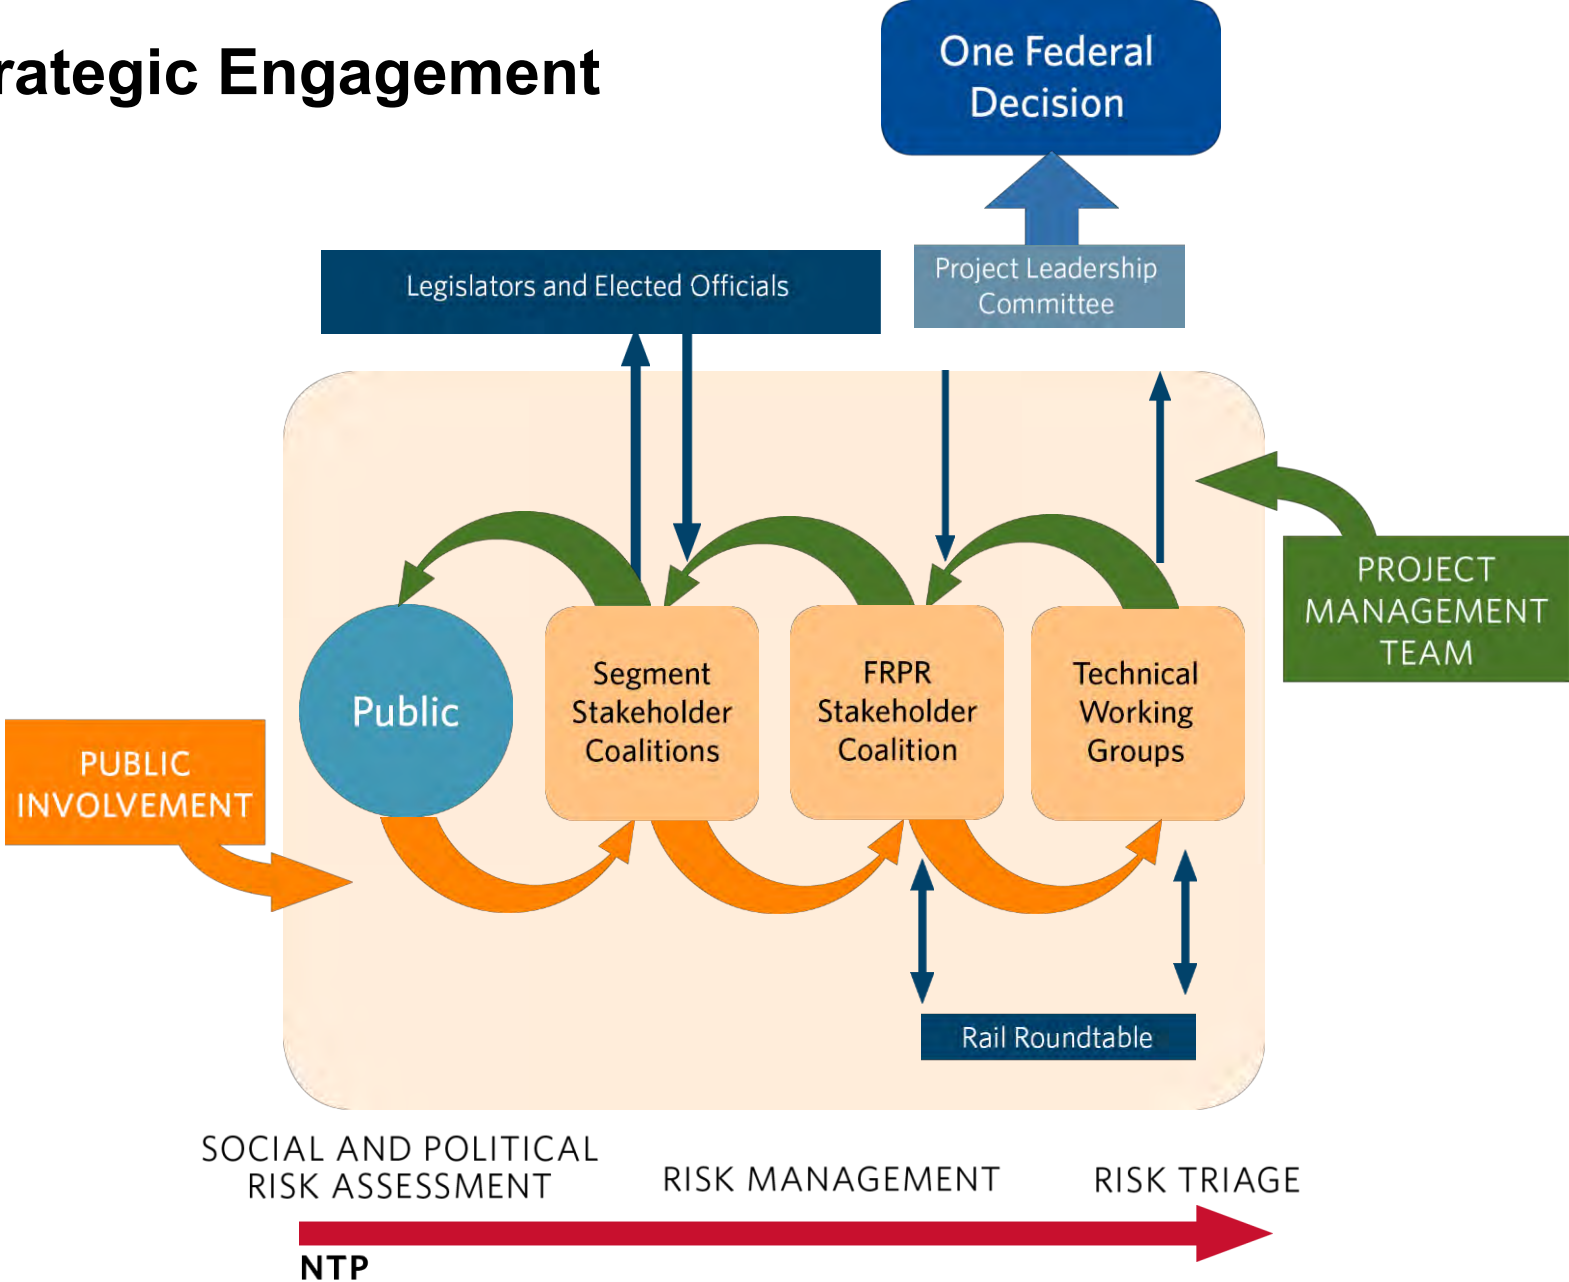 rategic Engagement
One Federal
Decision
Legislators and Elected Officials
Project Leadership
Committee
PROJECT
MANAGEMENT
TEAM
Public
Segment
Stakeholder
Coalitions
FRPR
Stakeholder
Coalition
Technical
Working
Groups
PUBLIC
INVOLVEMENT
Rail Roundtable
SOCIAL AND POLITICAL
RISK ASSESSMENT
RISK MANAGEMENT
RISK TRIAGE
NTP